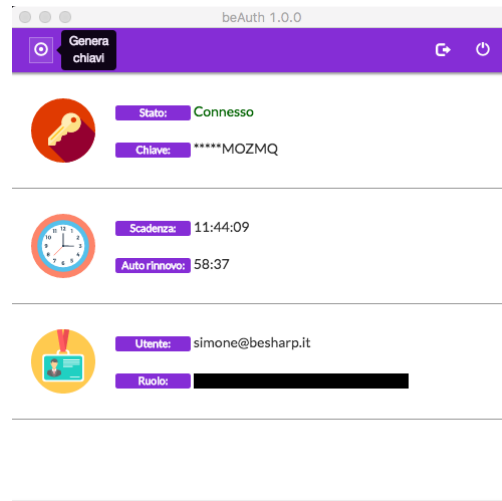 beAuth 1.0.0
Genera
chiavi
Stato: Connesso
Chiave: *****MOZMQ
Scadenza: 11:44:09
Auto rinnovo: 58:37
Utente: simone@besharp.it
Ruolo: